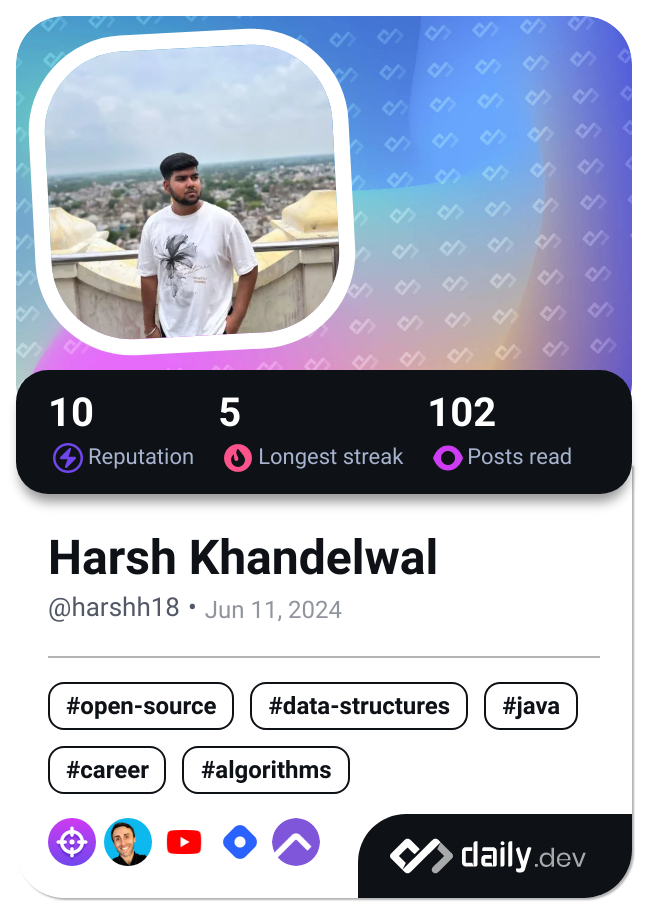 10 5 102
Reputation Longest streak Posts read
Harsh Khandelwal
@harshh18 • Jun 11, 2024
#open-source #data-structures #java
#career #algorithms
daily.dev